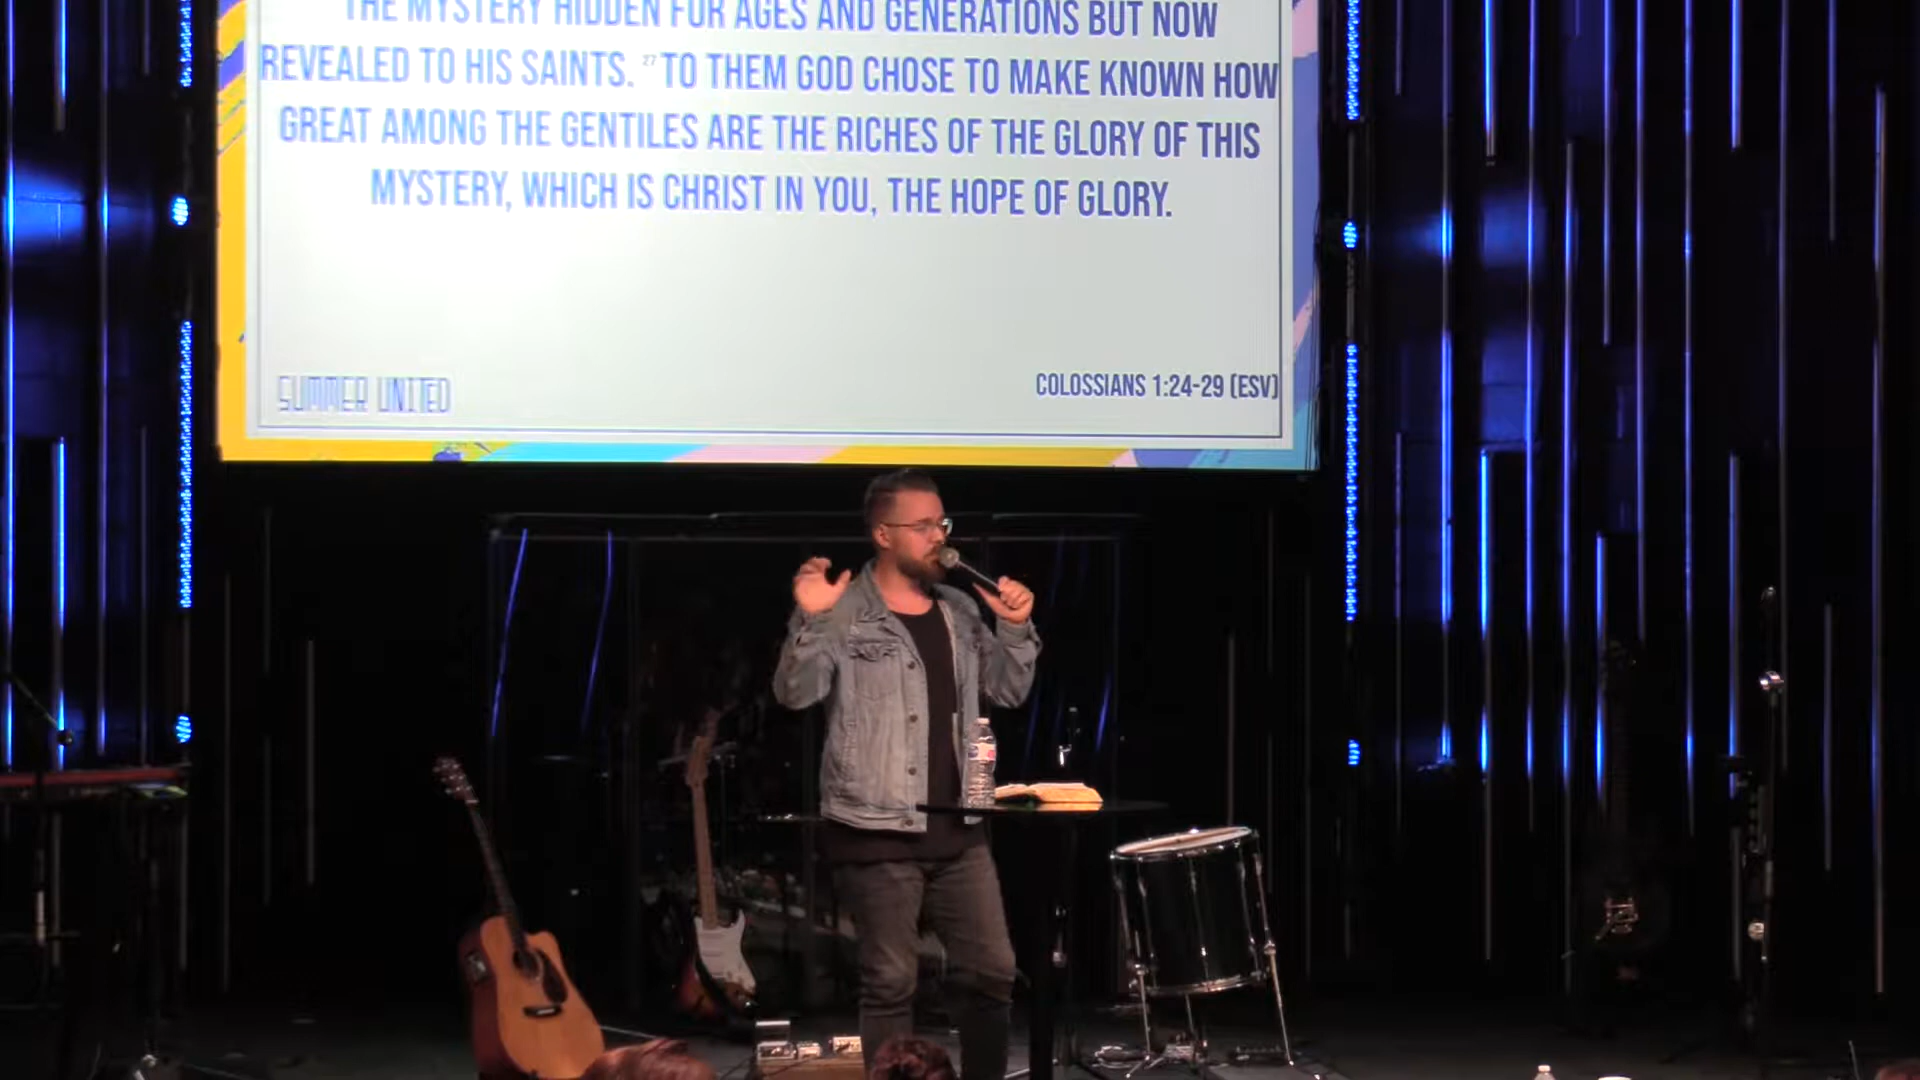 THE MYSTERY HIDDEN FOR AGES AND GENERATIONS BUT NOW
REVEALED TO HIS SAINTS. 27 TO THEM GOD CHOSE TO MAKE KNOWN HOW
GREAT AMONG THE GENTILES ARE THE RICHES OF THE GLORY OF THIS
MYSTERY, WHICH IS CHRIST IN YOU, THE HOPE OF GLORY.
SUMMER UNITED
COLOSSIANS 1:24-29 (ESV)